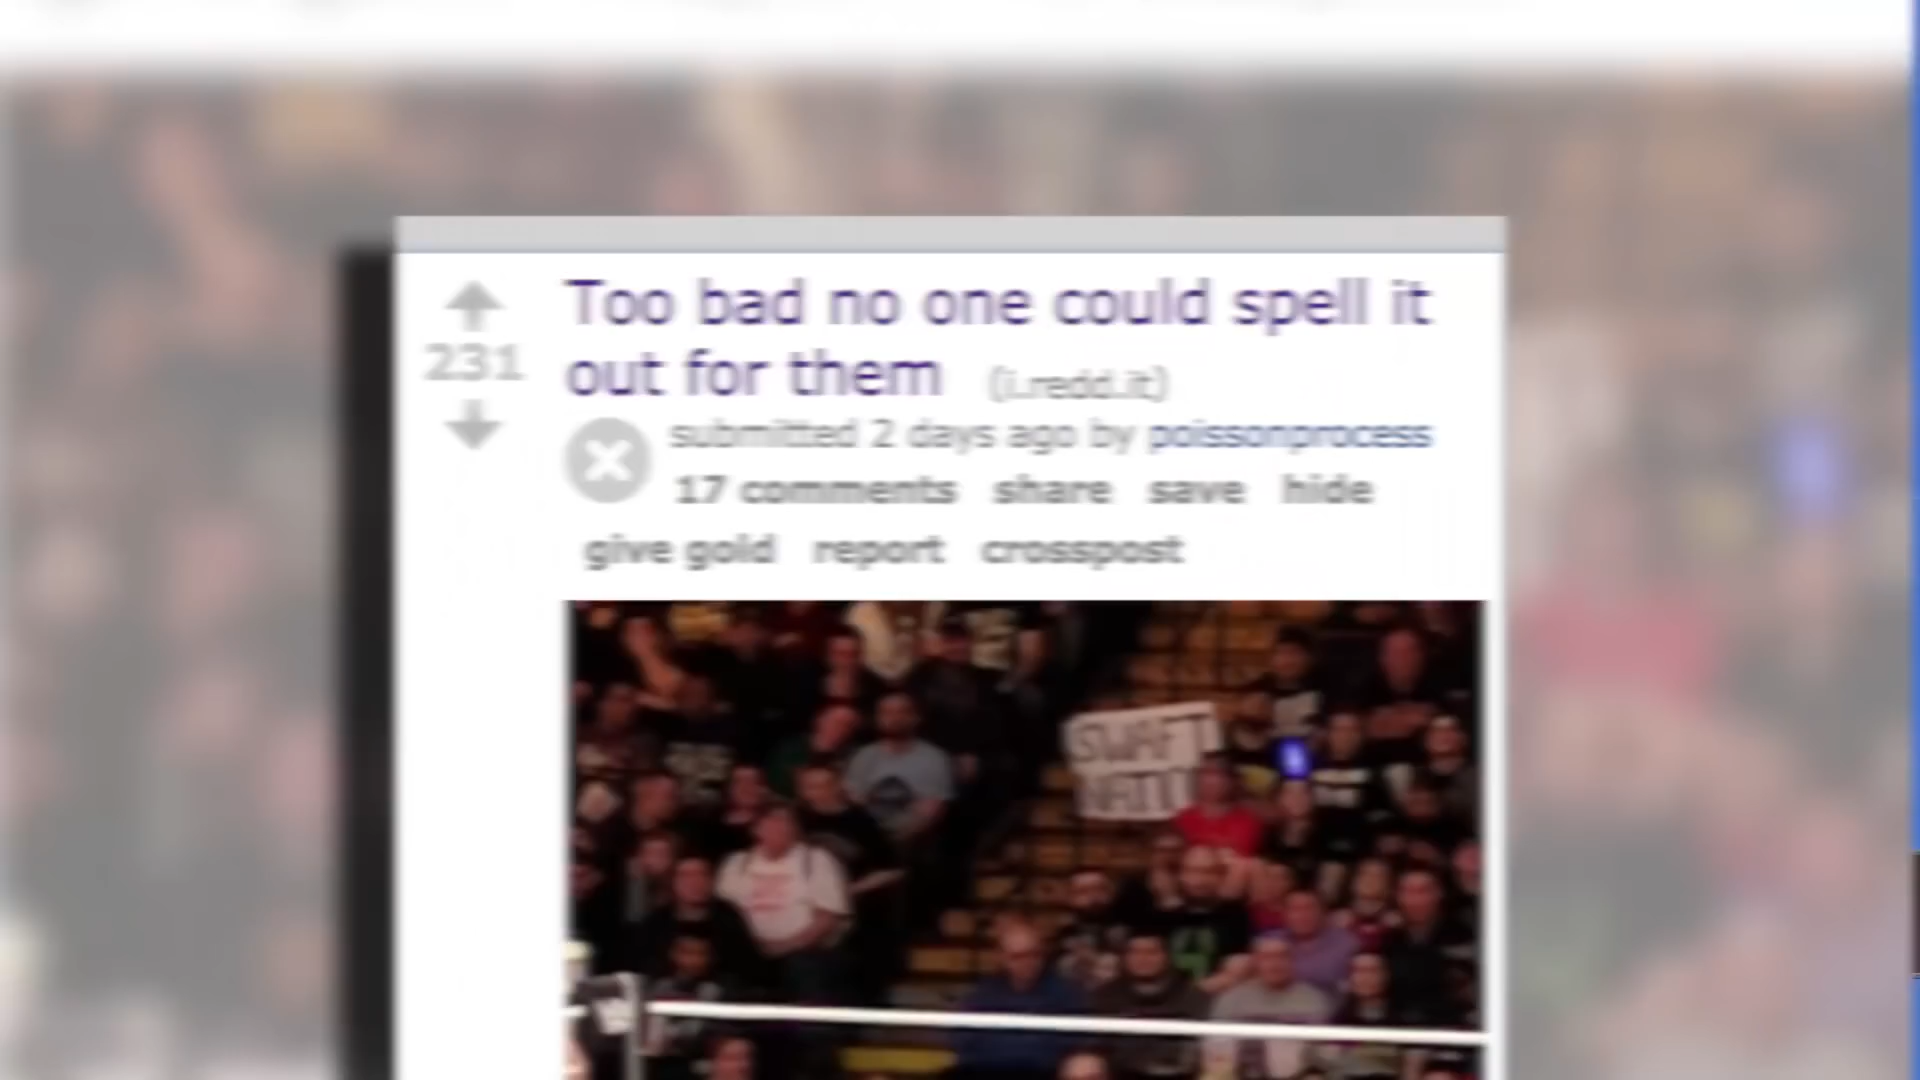 Too bad no one could spell it
out for them (i.redd.it)
231
submitted 2 days ago by poissonprocess
17 comments share save hide
give gold report crosspost
SWAFT